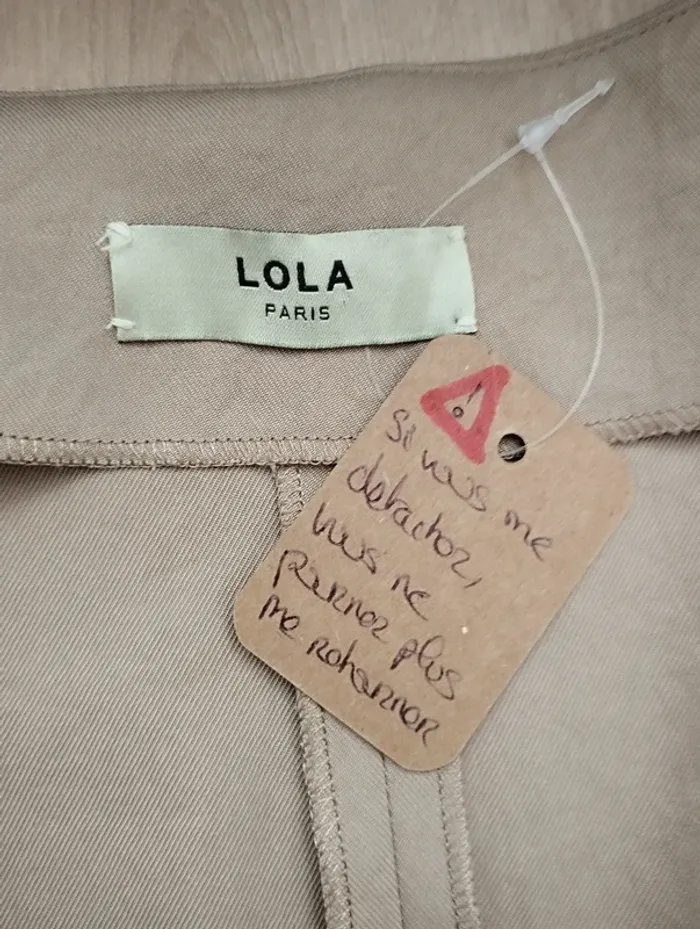 LOLA
PARIS
!
Si vous me
detachez,
vous ne
pourrez plus
me retourner